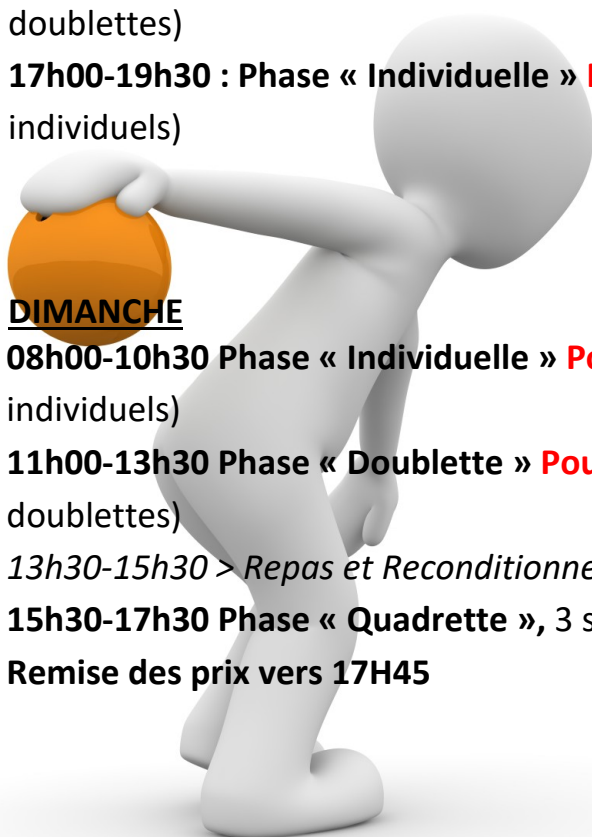 doublettes)
17h00-19h30 : Phase « Individuelle »
individuels)
DIMANCHE
08h00-10h30 Phase « Individuelle »
individuels)
11h00-13h30 Phase « Doublette »
doublettes)
13h30-15h30 > Repas et
15h30-17h30 Phase « Quadrette », 3
Remise des prix vers 17H45